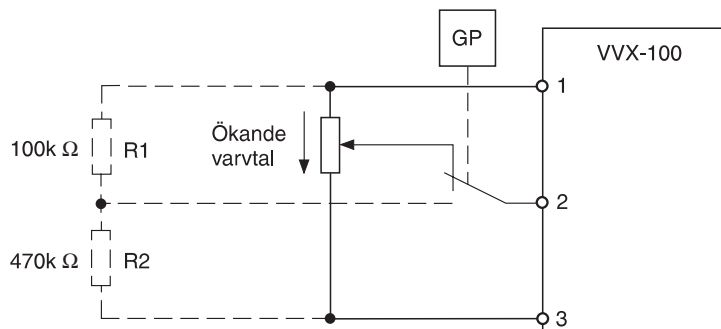 GP
VVX-100
1
Ökande
varvtal
100k Ω
R1
2
470k Ω
R2
3